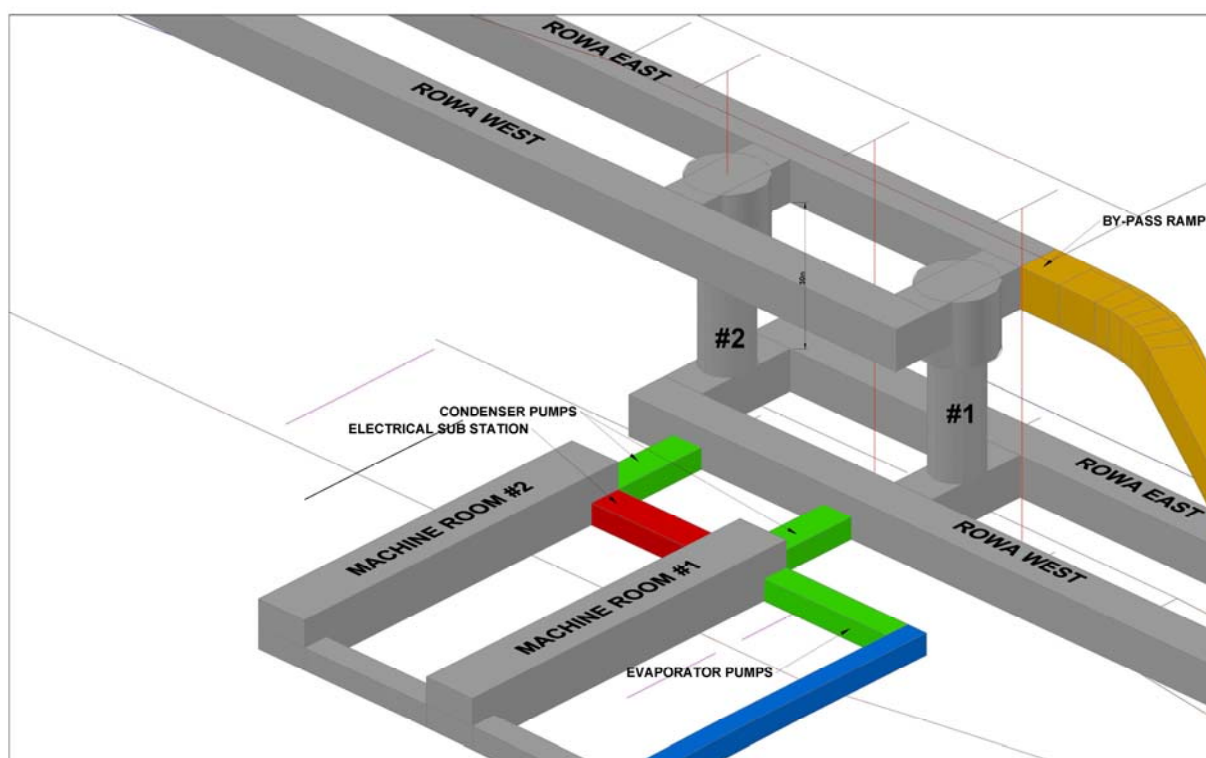 ROWA EAST
ROWA WEST
BY-PASS RAMP
#2
#1
CONDENSER PUMPS
ELECTRICAL SUB STATION
MACHINE ROOM #2
MACHINE ROOM #1
ROWA EAST
ROWA WEST
EVAPORATOR PUMPS